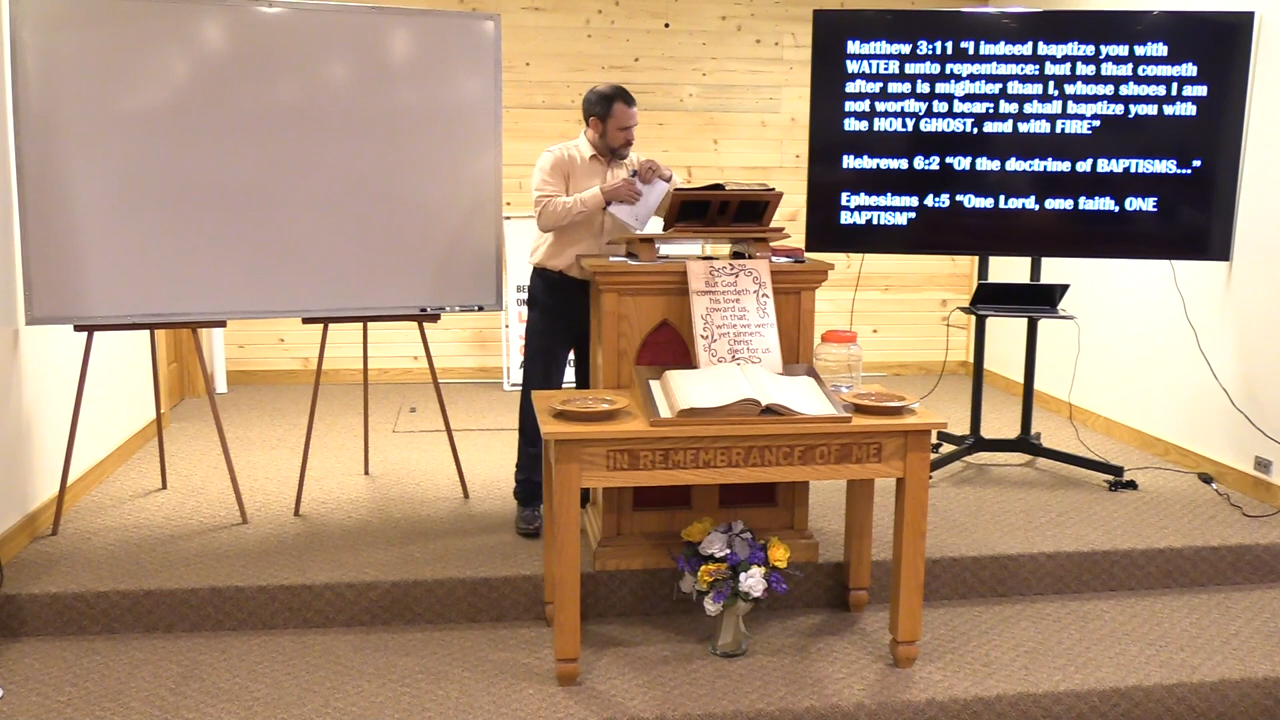 Matthew 3:11 “I indeed baptize you with
WATER unto repentance: but he that cometh
after me is mightier than I, whose shoes I am
not worthy to bear: he shall baptize you with
the HOLY GHOST, and with FIRE”
Hebrews 6:2 “Of the doctrine of BAPTISMS...”
Ephesians 4:5 “One Lord, one faith, ONE
BAPTISM”
But God
commendeth
his love
toward us,
in that,
while we were
yet sinners,
Christ
died for us.
IN REMEMBRANCE OF ME